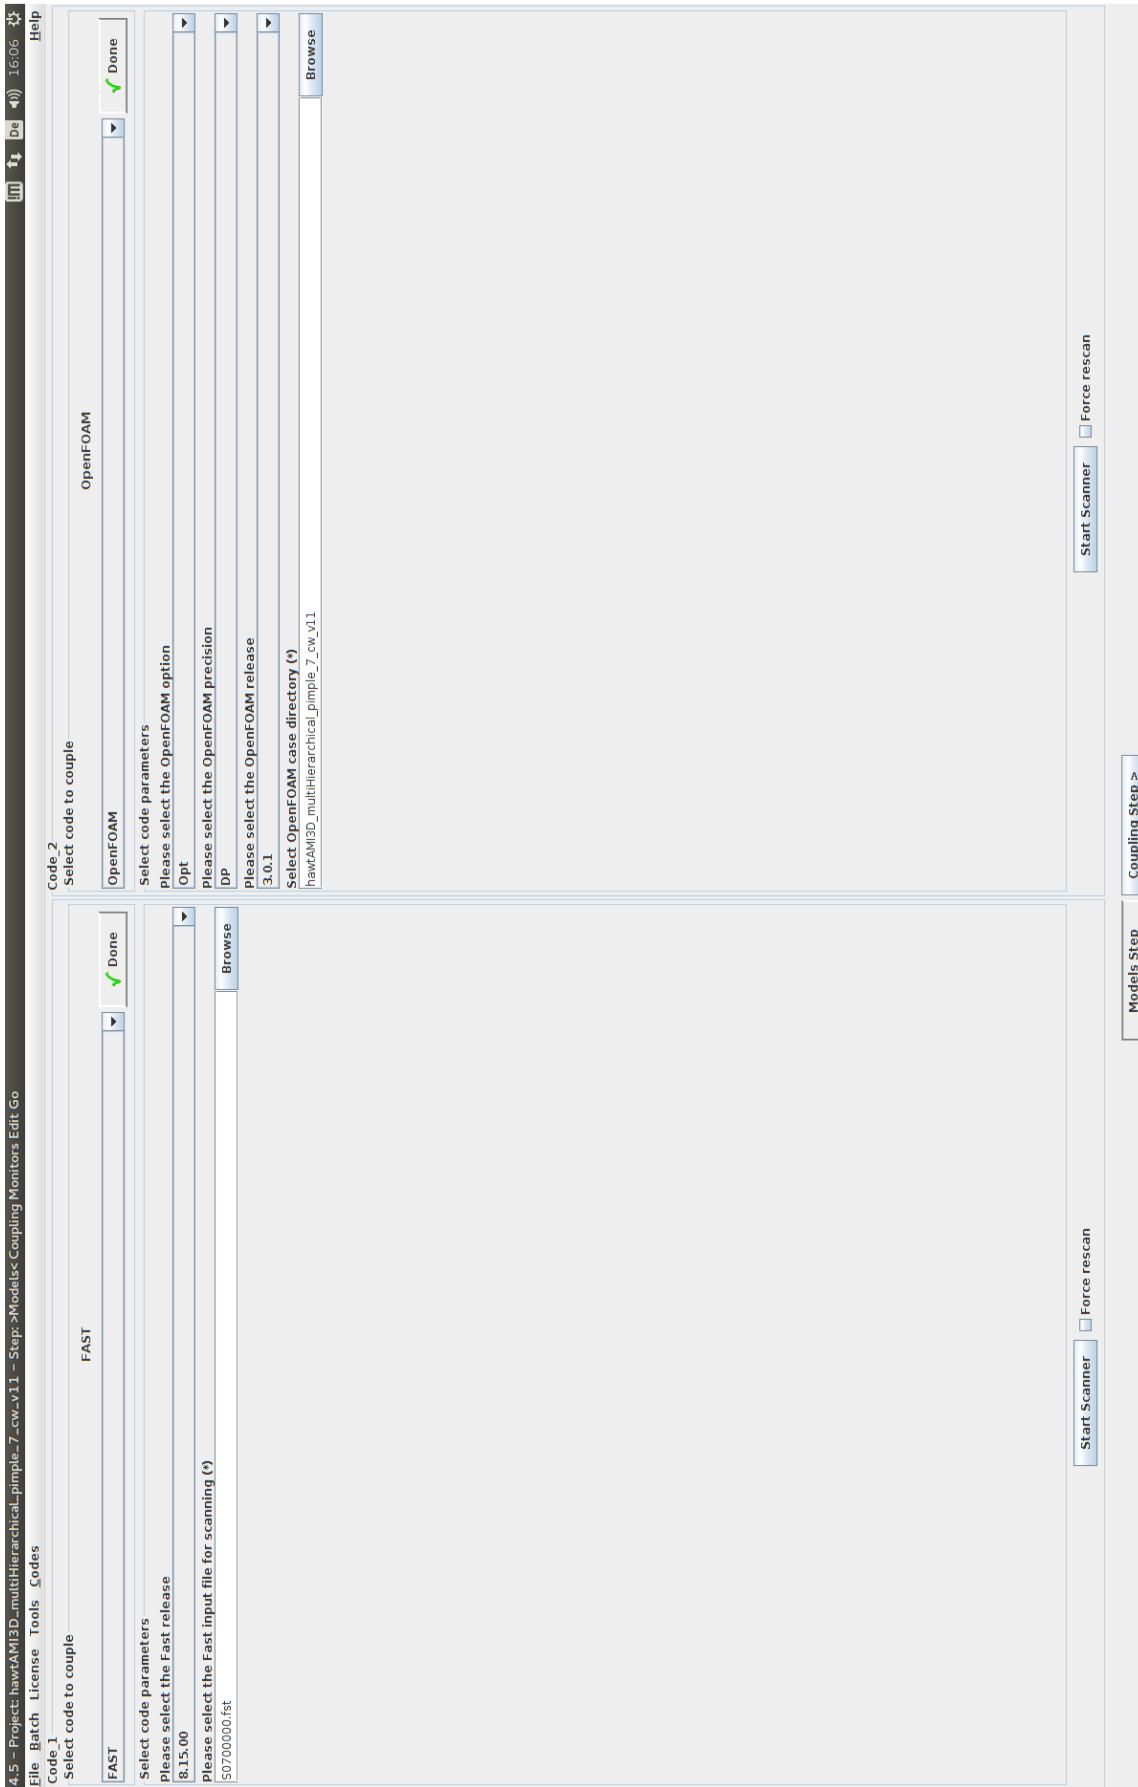 4.5 – Project: hawtAMI3D_multiHierarchical_pimple_7_cw_v11 – Step: >Models< Coupling Monitors Edit Go De 16:06
File Batch License Tools Codes Help
Code_1
Select code to couple
FAST
FAST Done
Select code parameters
Please select the Fast release
8.15.00
Please select the Fast input file for scanning (*)
S0700000.fst Browse
Start Scanner Force rescan
Code_2
Select code to couple
OpenFOAM
OpenFOAM Done
Select code parameters
Please select the OpenFOAM option
Opt
Please select the OpenFOAM precision
DP
Please select the OpenFOAM release
3.0.1
Select OpenFOAM case directory (*)
hawtAMI3D_multiHierarchical_pimple_7_cw_v11 Browse
Start Scanner Force rescan
Models Step Coupling Step >